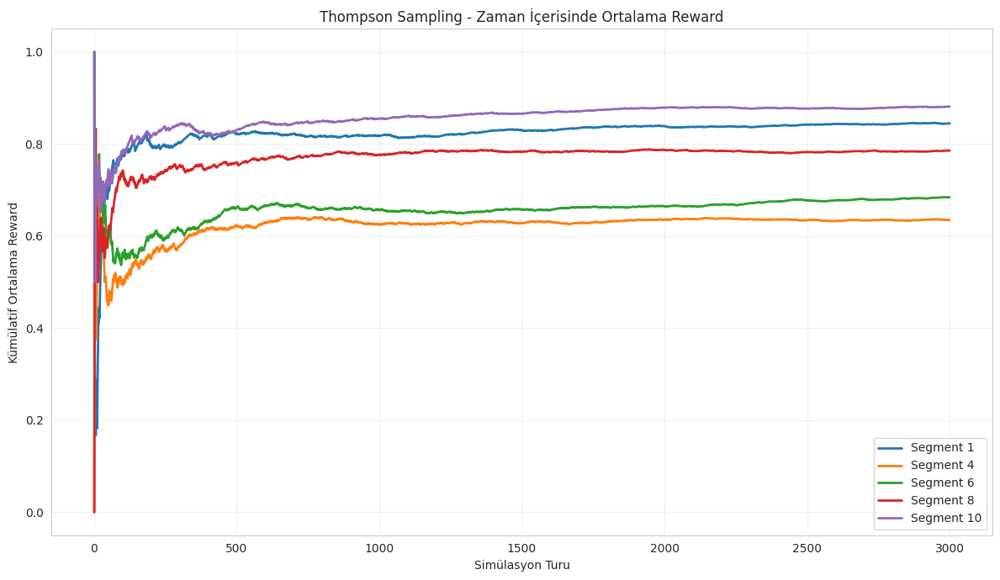 Thompson Sampling - Zaman İçerisinde Ortalama Reward
Kümülatif Ortalama Reward
1.0
0.8
0.6
0.4
0.2
0.0
Segment 1
Segment 4
Segment 6
Segment 8
Segment 10
0 500 1000 1500 2000 2500 3000
Simülasyon Turu